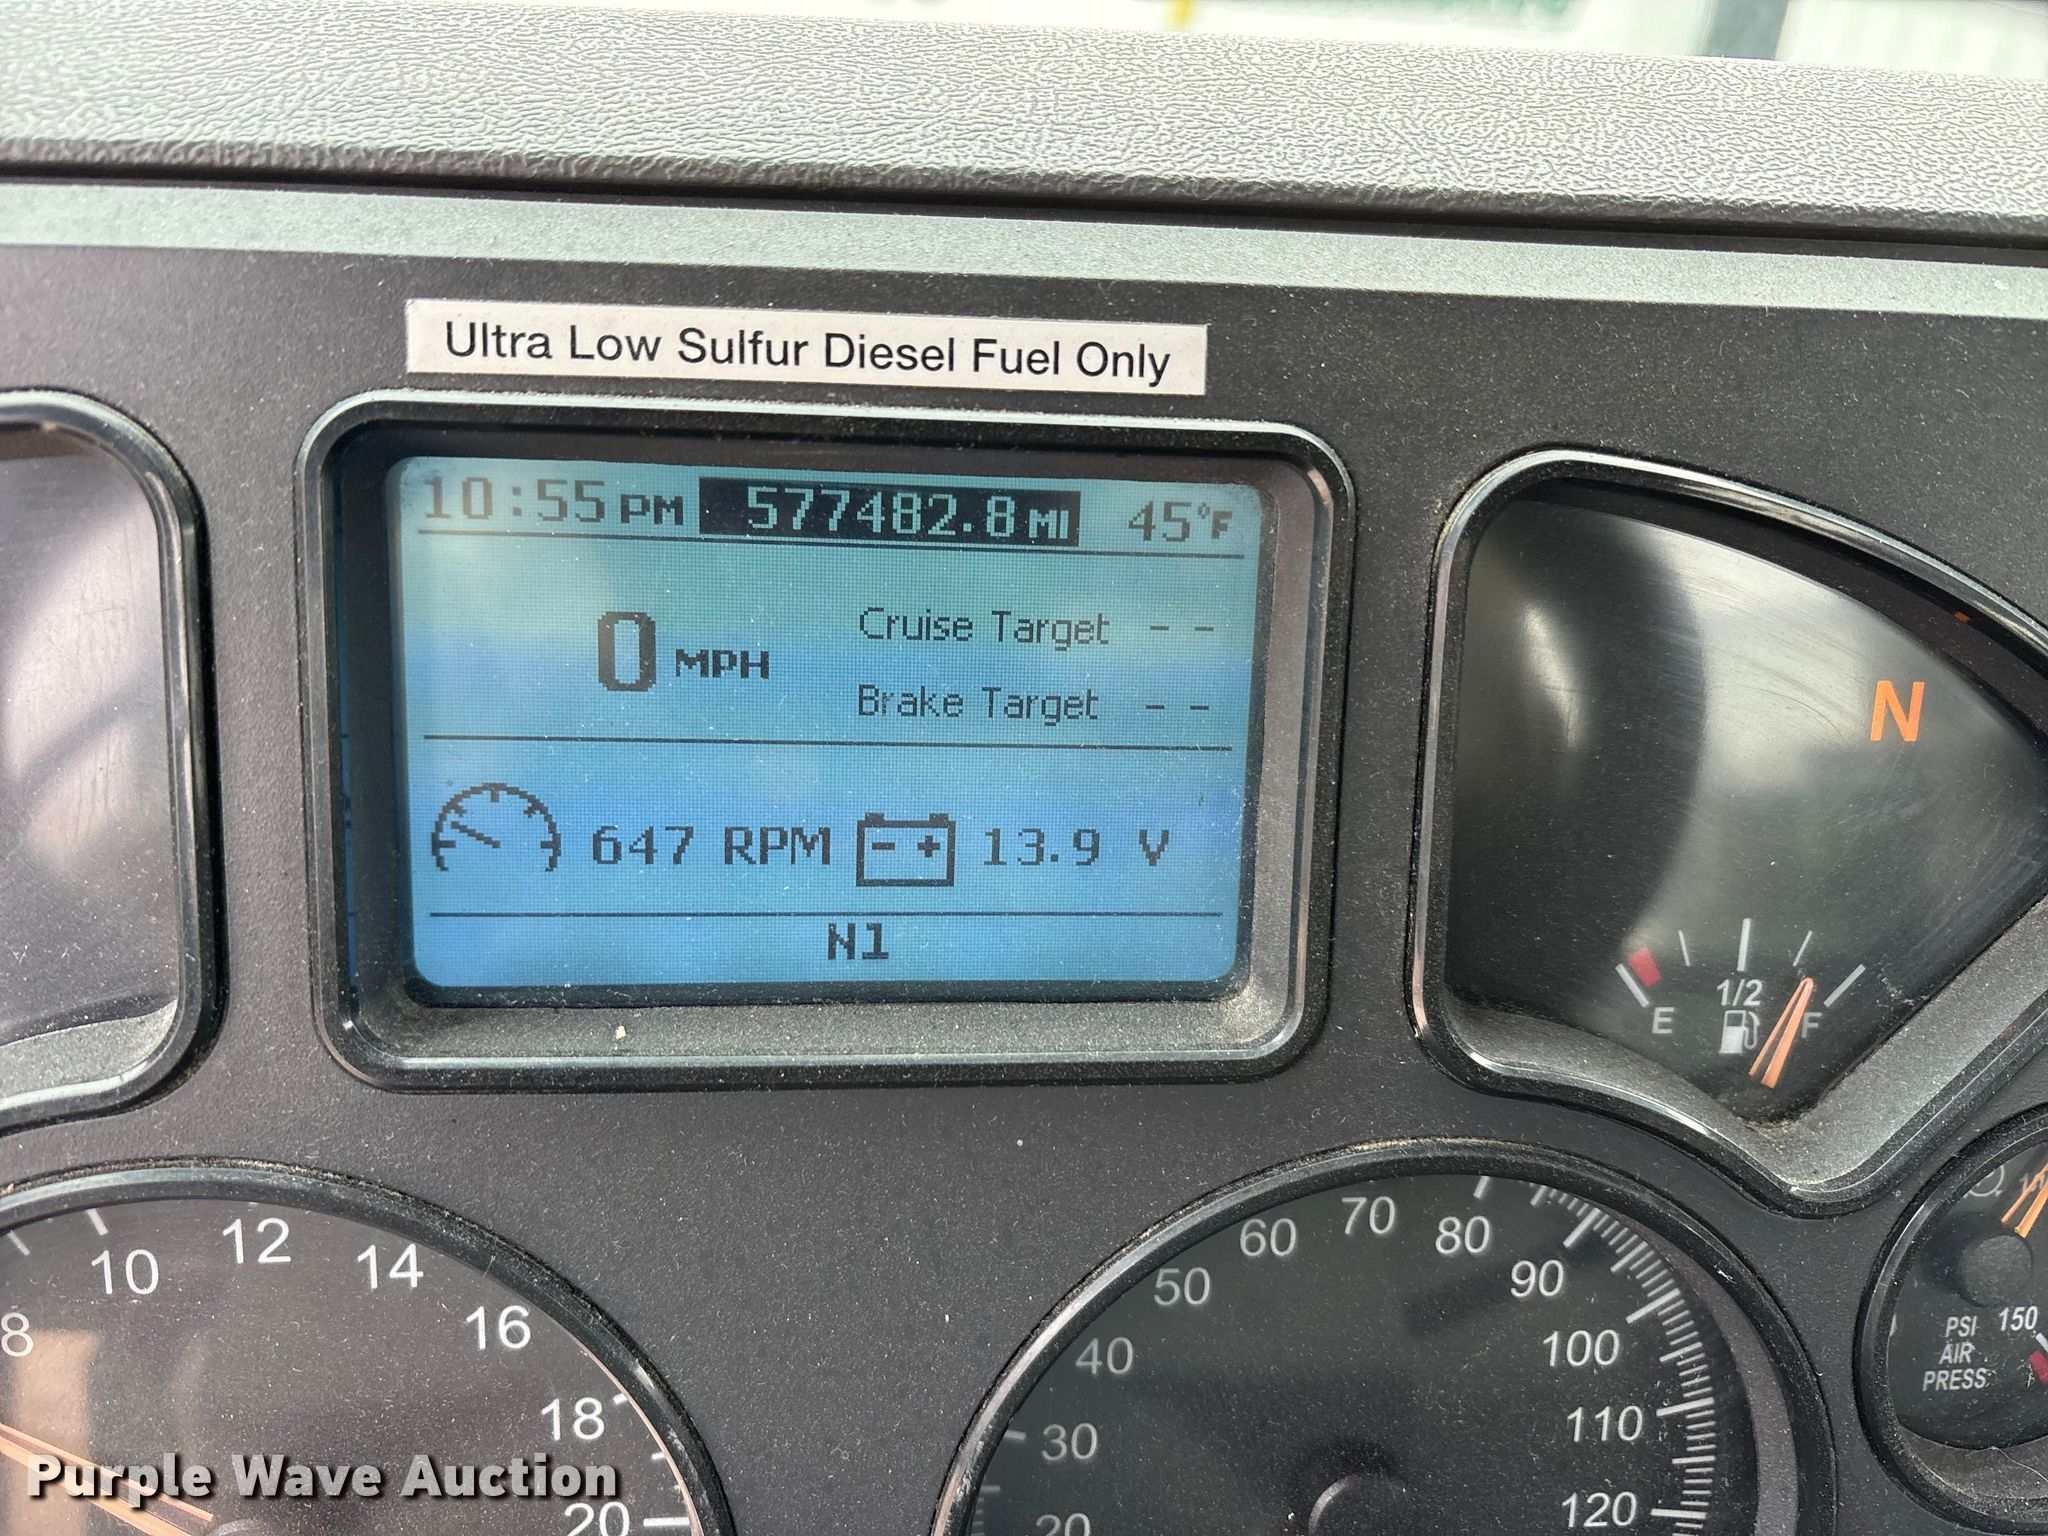 Ultra Low Sulfur Diesel Fuel Only
10:55 PM 577482.8 MI 45°F
0 MPH
Cruise Target - -
Brake Target - -
647 RPM - + 13.9 V
N1
N
1/2
E F
8 10 12 14 16 18 20
20 30 40 50 60 70 80 90 100 110 120
PSI 150
AIR
PRESS
Purple Wave Auction